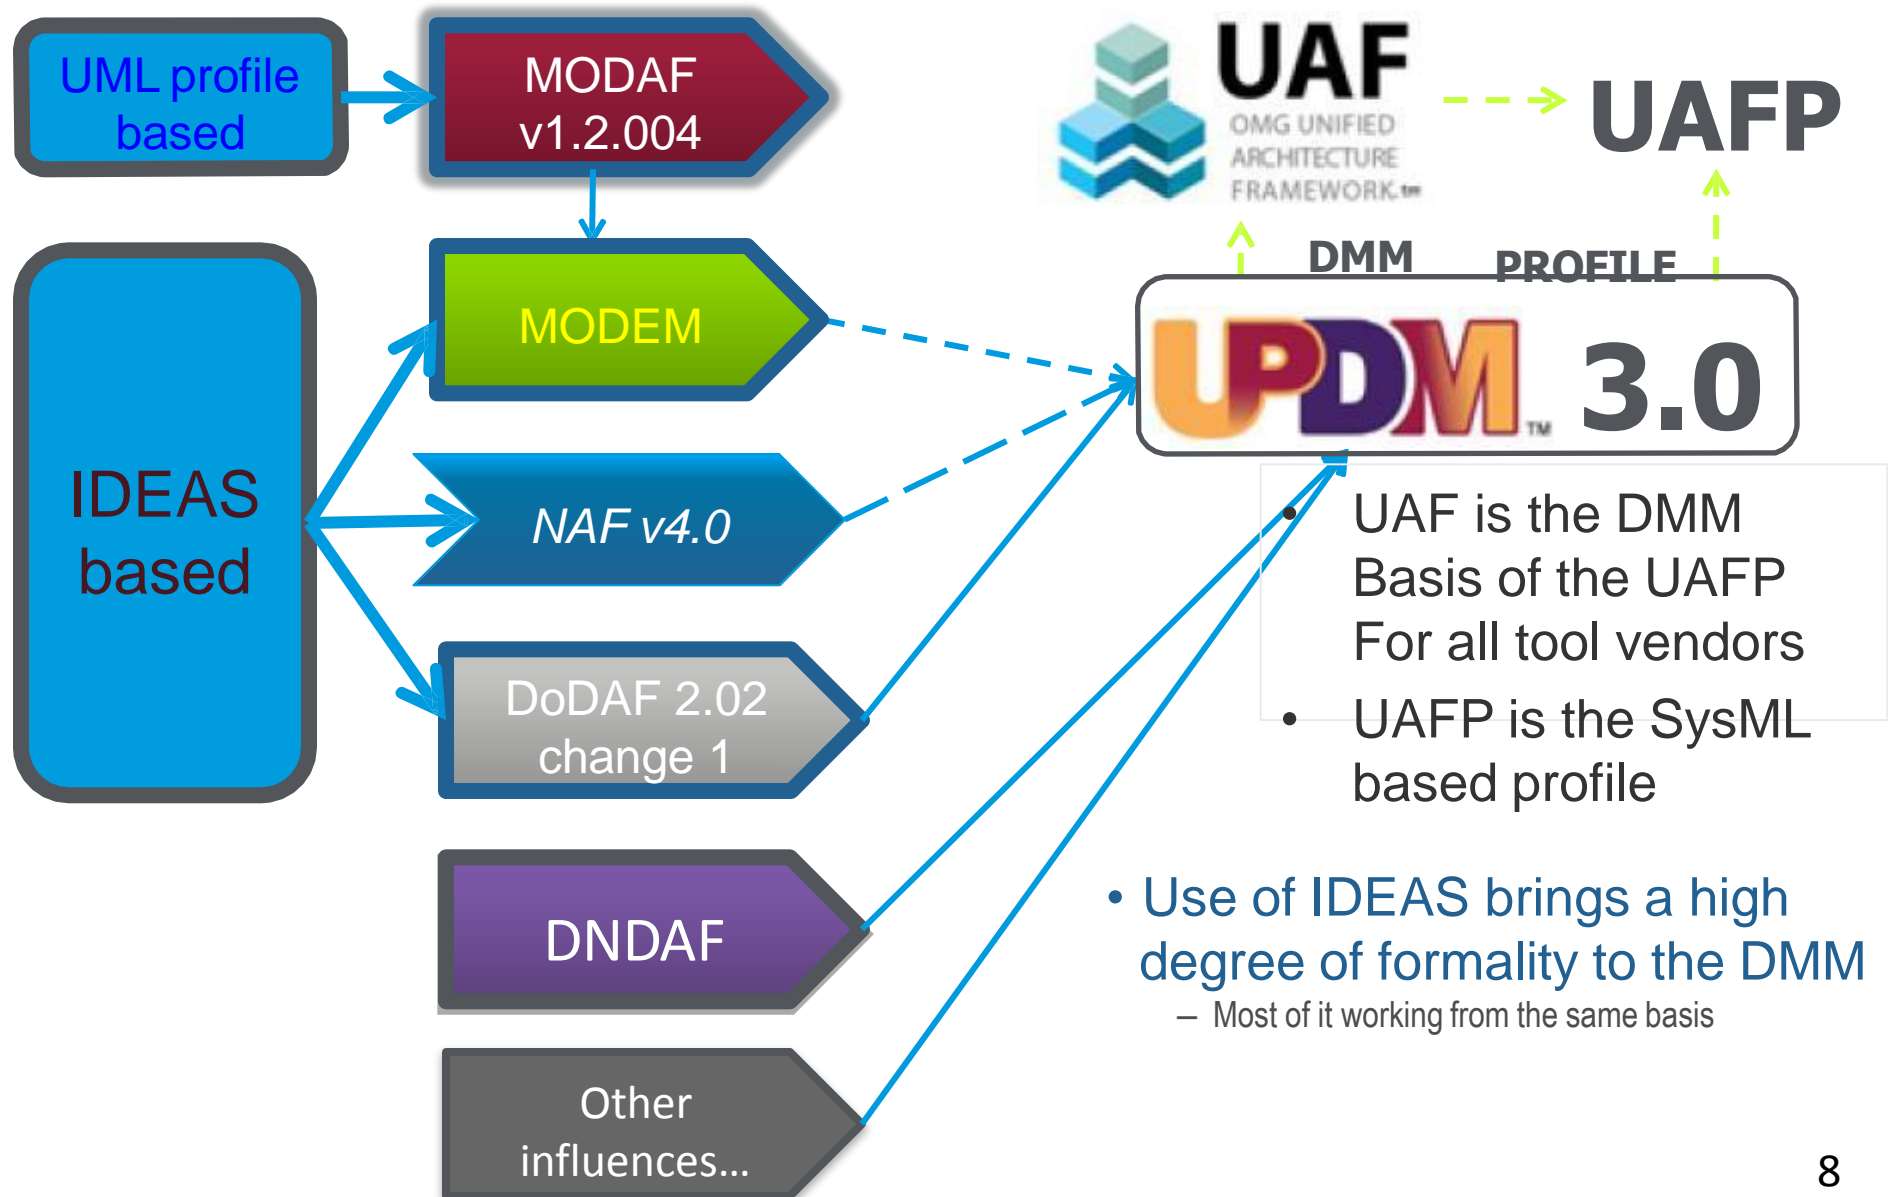 UML profile
based
MODAF
v1.2.004
UAF
OMG UNIFIED
ARCHITECTURE
FRAMEWORK™
UAFP
DMM
PROFILE
UPDM™ 3.0
MODEM
IDEAS
based
NAF v4.0
DoDAF 2.02
change 1
DNDAF
Other
influences...
• UAF is the DMM
Basis of the UAFP
For all tool vendors
• UAFP is the SysML
based profile
• Use of IDEAS brings a high
degree of formality to the DMM
– Most of it working from the same basis
8